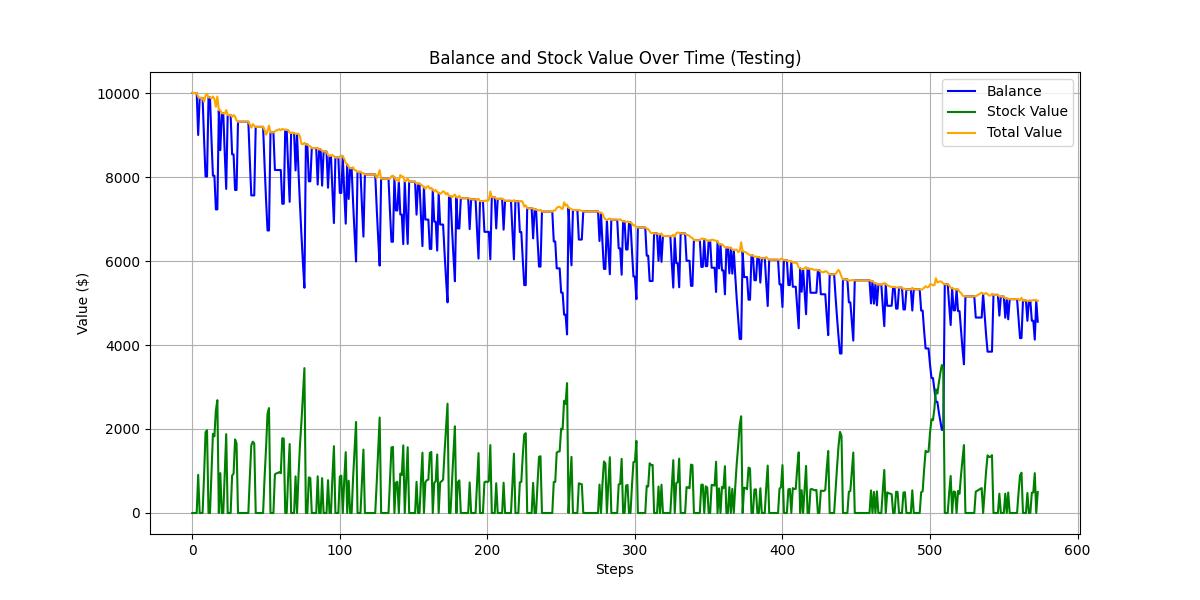 Balance and Stock Value Over Time (Testing)
Balance
Stock Value
Total Value
Value ($)
10000
8000
6000
4000
2000
0
0 100 200 300 400 500 600
Steps